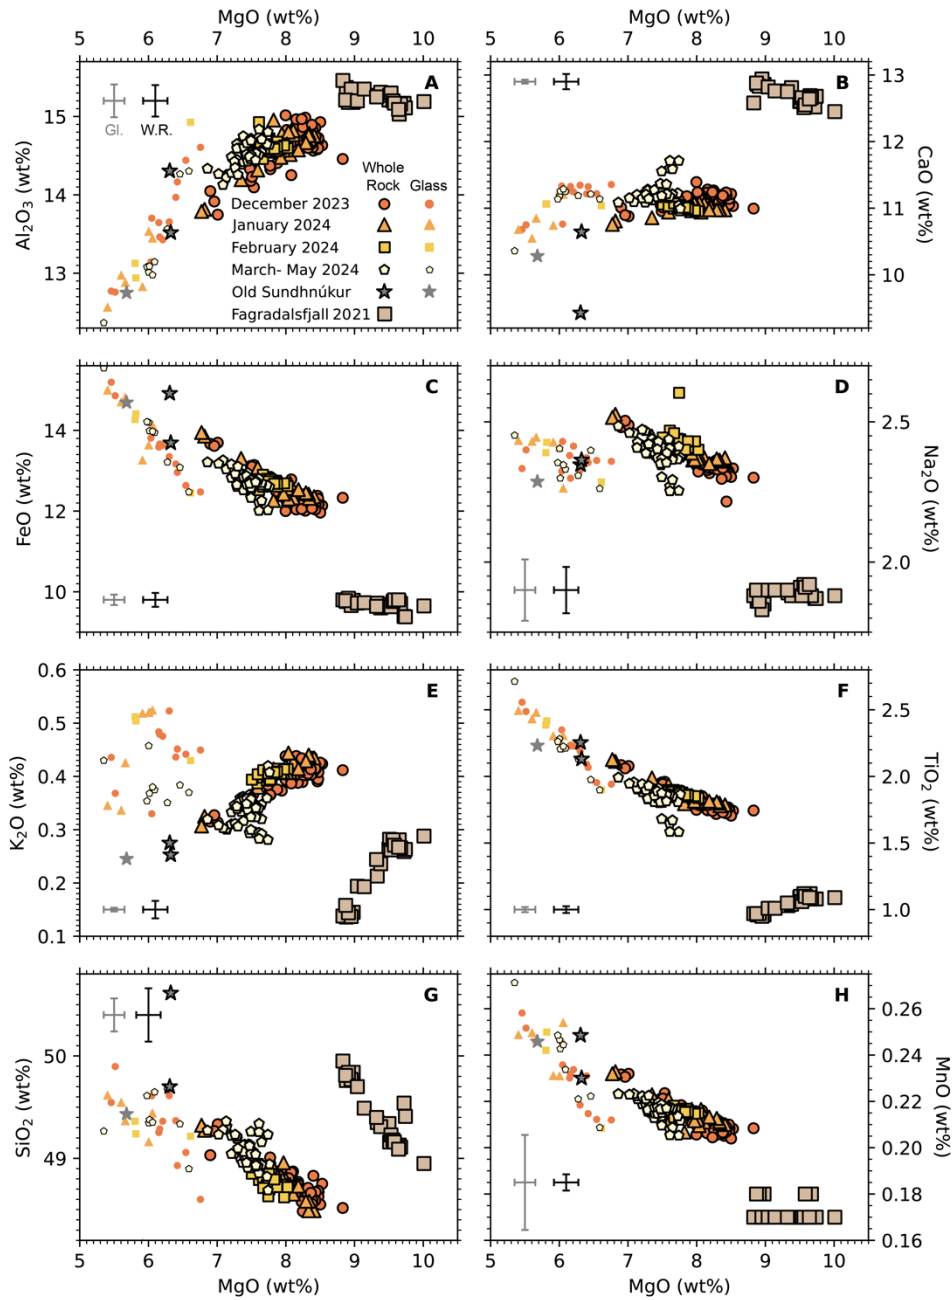 MgO (wt%)
MgO (wt%)
5 6 7 8 9 10
5 6 7 8 9 10
A
Gl. W.R.
15
14
13
Al₂O₃ (wt%)
Whole Rock Glass
December 2023
January 2024
February 2024
March- May 2024
Old Sundhnúkur
Fagradalsfjall 2021
B
13
12
11
10
CaO (wt%)
C
14
12
10
FeO (wt%)
D
2.5
2.0
Na₂O (wt%)
E
0.6
0.5
0.4
0.3
0.2
0.1
K₂O (wt%)
F
2.5
2.0
1.5
1.0
TiO₂ (wt%)
G
50
49
SiO₂ (wt%)
H
0.26
0.24
0.22
0.20
0.18
0.16
MnO (wt%)
5 6 7 8 9 10
5 6 7 8 9 10
MgO (wt%)
MgO (wt%)